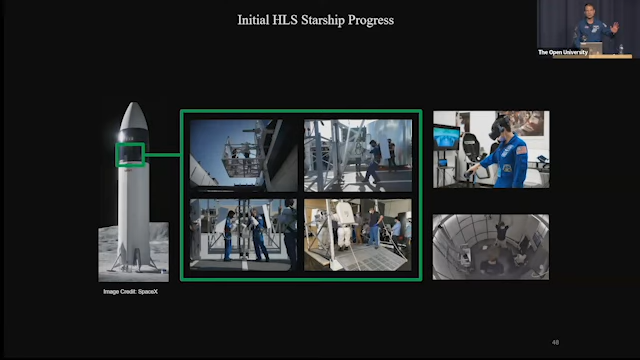 Initial HLS Starship Progress
The Open University
Image Credit: SpaceX
48